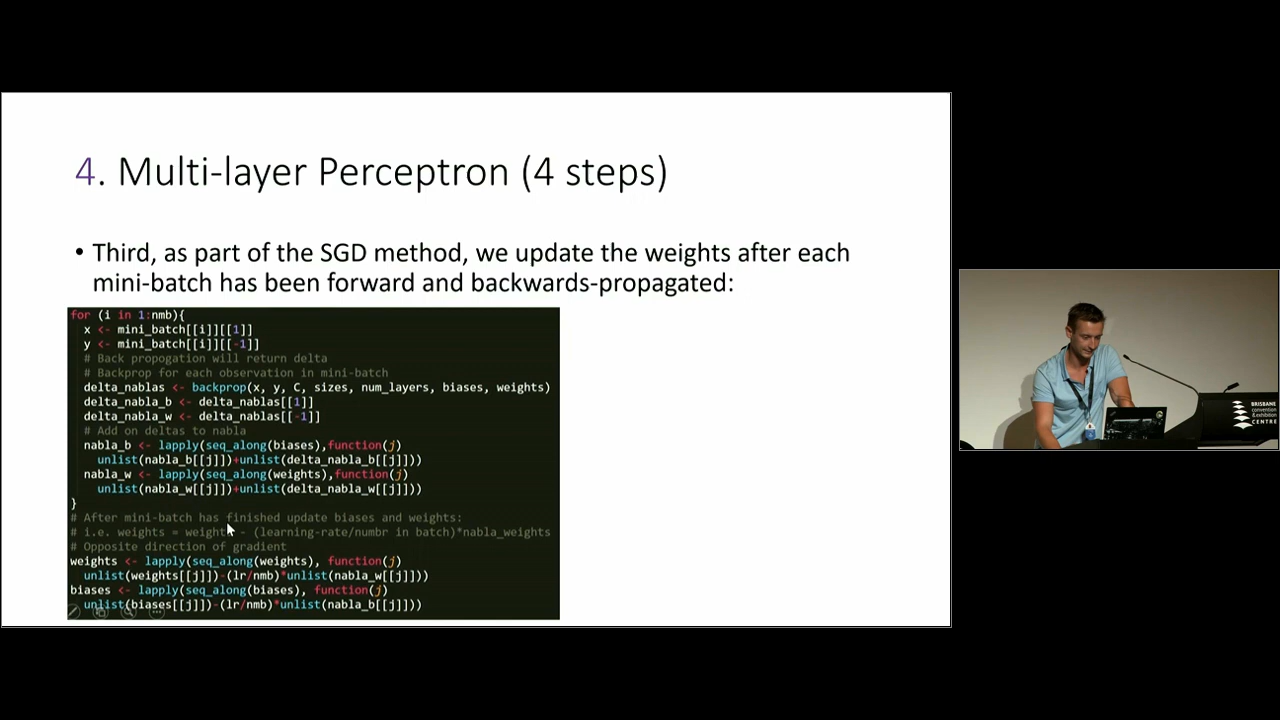 4. Multi-layer Perceptron (4 steps)
• Third, as part of the SGD method, we update the weights after each
mini-batch has been forward and backwards-propagated:
for (i in 1:nmb){
x <- mini_batch[[i]][[1]]
y <- mini_batch[[i]][[-1]]
# Back propogation will return delta
# Backprop for each observation in mini-batch
delta_nablas <- backprop(x, y, C, sizes, num_layers, biases, weights)
delta_nabla_b <- delta_nablas[[1]]
delta_nabla_w <- delta_nablas[[-1]]
# Add on deltas to nabla
nabla_b <- lapply(seq_along(biases),function(j)
unlist(nabla_b[[j]])+unlist(delta_nabla_b[[j]]))
nabla_w <- lapply(seq_along(weights),function(j)
unlist(nabla_w[[j]])+unlist(delta_nabla_w[[j]]))
}
# After mini-batch has finished update biases and weights:
# i.e. weights = weights - (learning-rate/numbr in batch)*nabla_weights
# Opposite direction of gradient
weights <- lapply(seq_along(weights), function(j)
unlist(weights[[j]])-(lr/nmb)*unlist(nabla_w[[j]]))
biases <- lapply(seq_along(biases), function(j)
unlist(biases[[j]])-(lr/nmb)*unlist(nabla_b[[j]]))
BRISBANE
convention
&exhibition
CENTRE